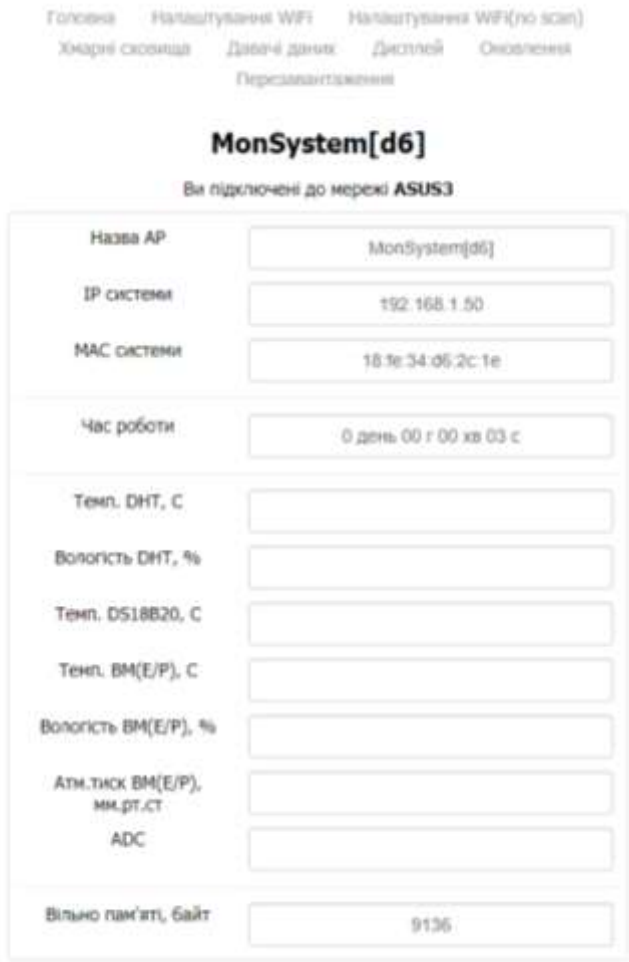 Головна Налаштування WiFi Налаштування WiFi(no scan)
Хмарні сховища Давачі даних Дисплей Оновлення
Перезавантаження
MonSystem[d6]
Ви підключені до мережі ASUS3
Назва AP MonSystem[d6]
IP системи 192.168.1.50
MAC системи 18:fe:34:d6:2c:1e
Час роботи 0 день 00 г 00 хв 03 с
Темп. DHT, C
Вологість DHT, %
Темп. DS18B20, C
Темп. BM(E/P), C
Вологість BM(E/P), %
Атм.тиск BM(E/P),
мм.рт.ст
ADC
Вільно пам'яті, байт 9136